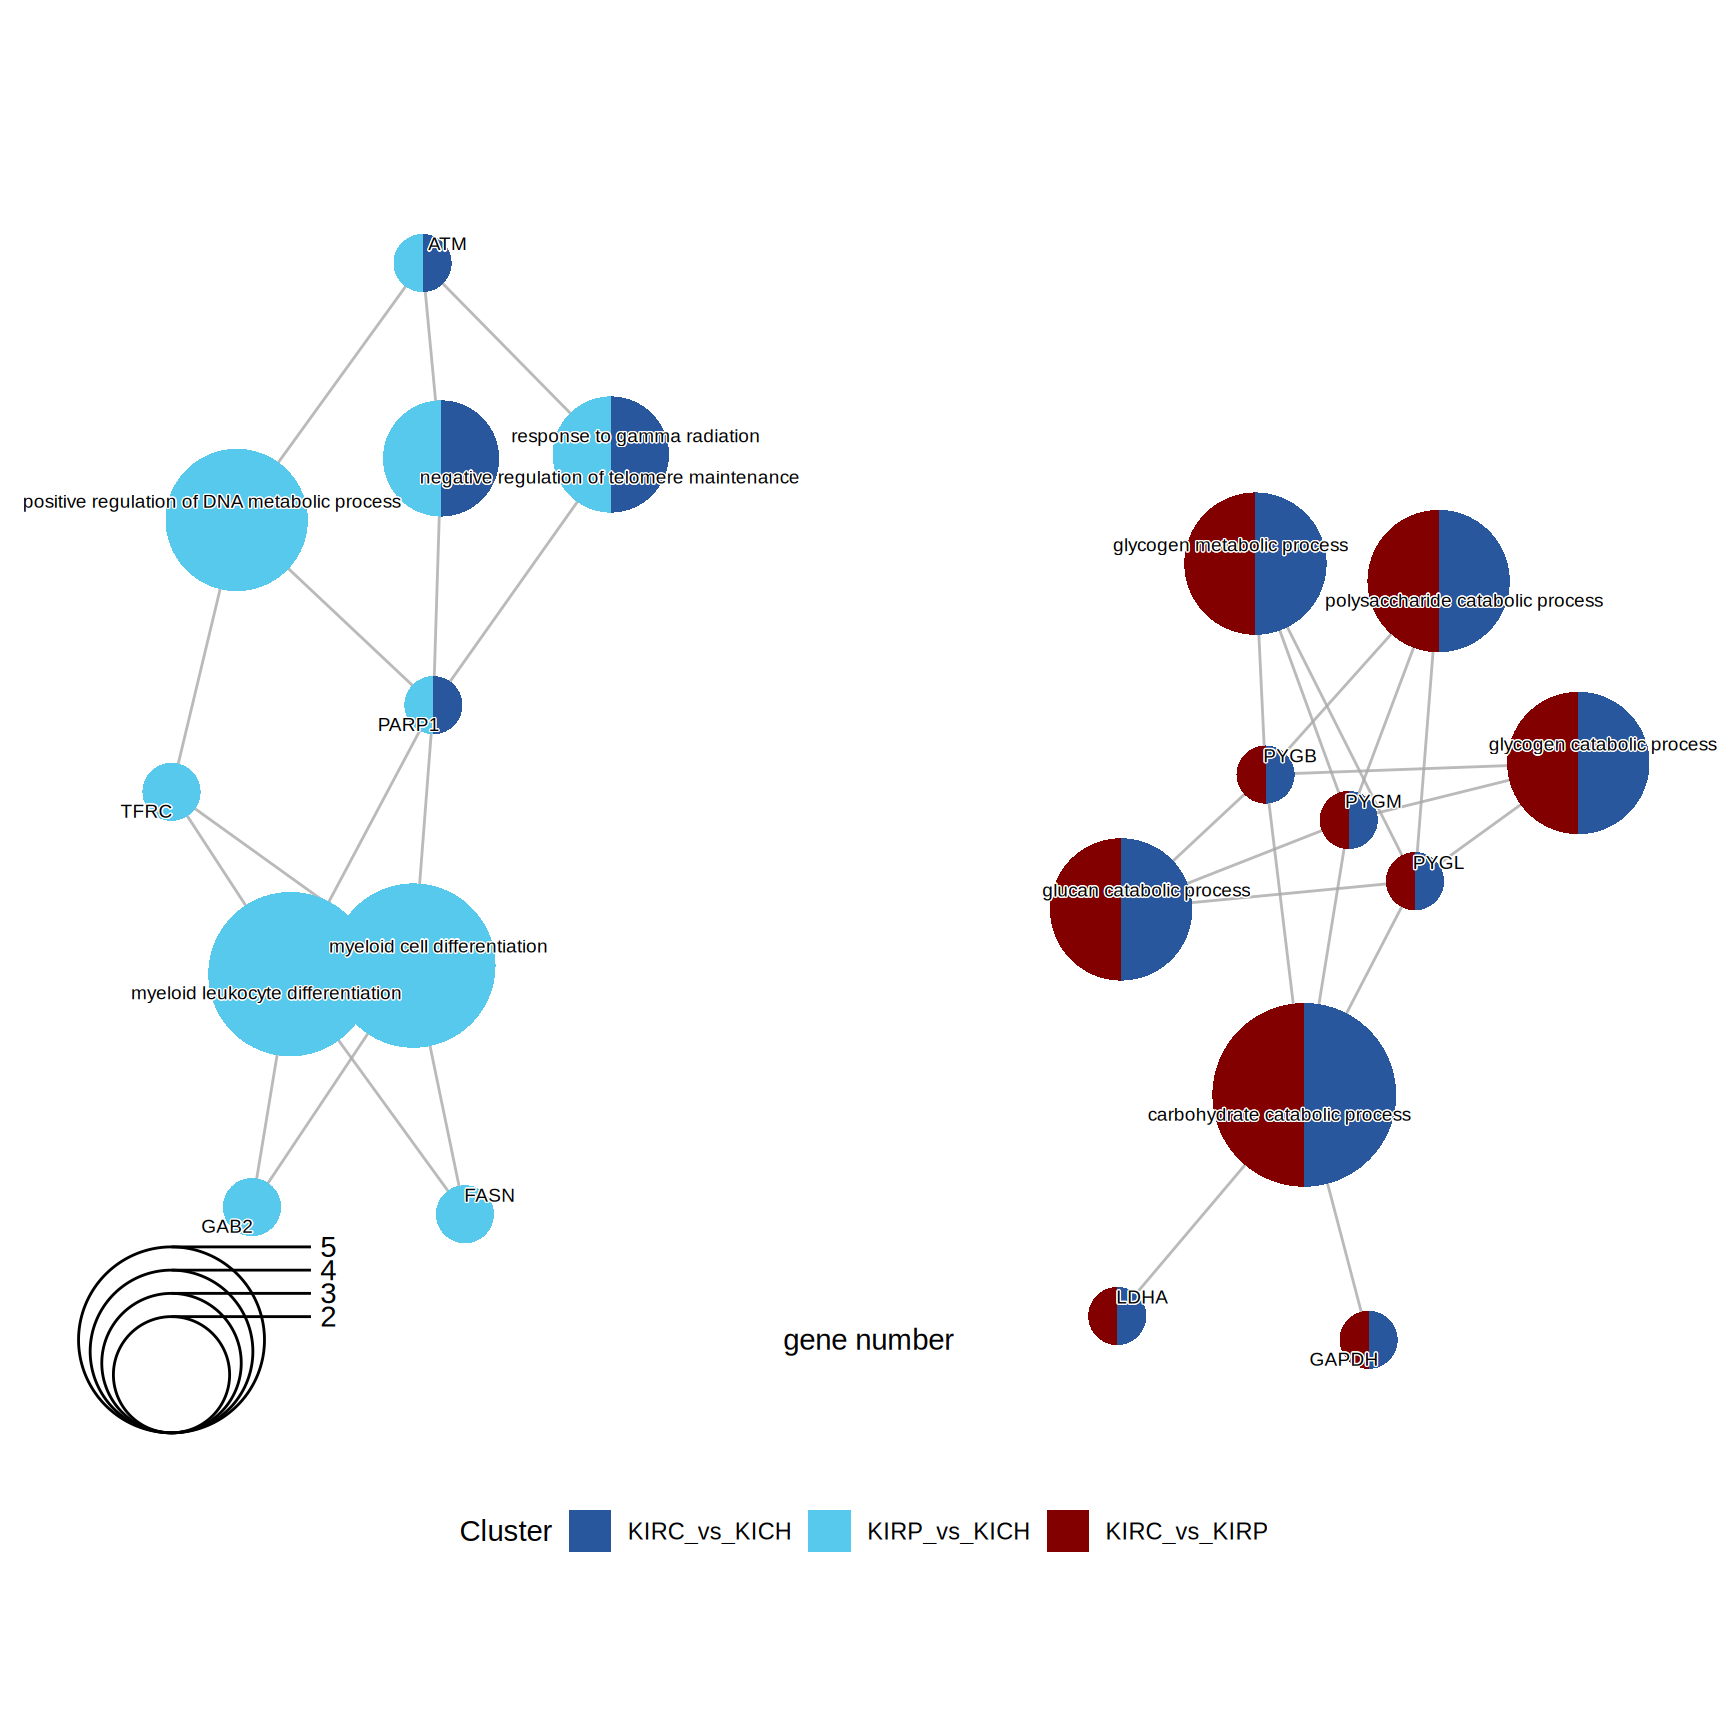 ATM
response to gamma radiation
negative regulation of telomere maintenance
positive regulation of DNA metabolic process
glycogen metabolic process
polysaccharide catabolic process
PARP1
glycogen catabolic process
PYGB
PYGM
TFRC
PYGL
glucan catabolic process
myeloid cell differentiation
myeloid leukocyte differentiation
carbohydrate catabolic process
FASN
GAB2
5
4
3
2
LDHA
gene number
GAPDH
Cluster KIRC_vs_KICH KIRP_vs_KICH KIRC_vs_KIRP